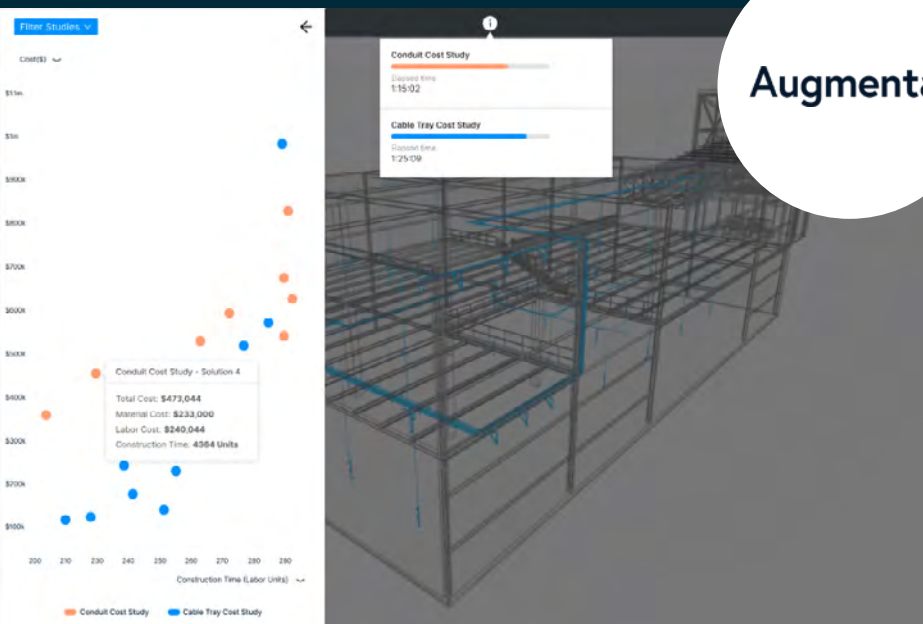 Filter Studies
Cost($)
$1.1m
$1m
$900k
$800k
$700k
$600k
$500k
$400k
$300k
$200k
$100k
200 210 230 240 250 260 270 280 290
Construction Time (Labor Units)
Conduit Cost Study Cable Tray Cost Study
Conduit Cost Study - Solution 4
Total Cost: $473,044
Material Cost: $233,000
Labor Cost: $240,044
Construction Time: 4364 Units
Conduit Cost Study
Elapsed time
1:15:02
Cable Tray Cost Study
Elapsed time
1:25:09
Augmenta